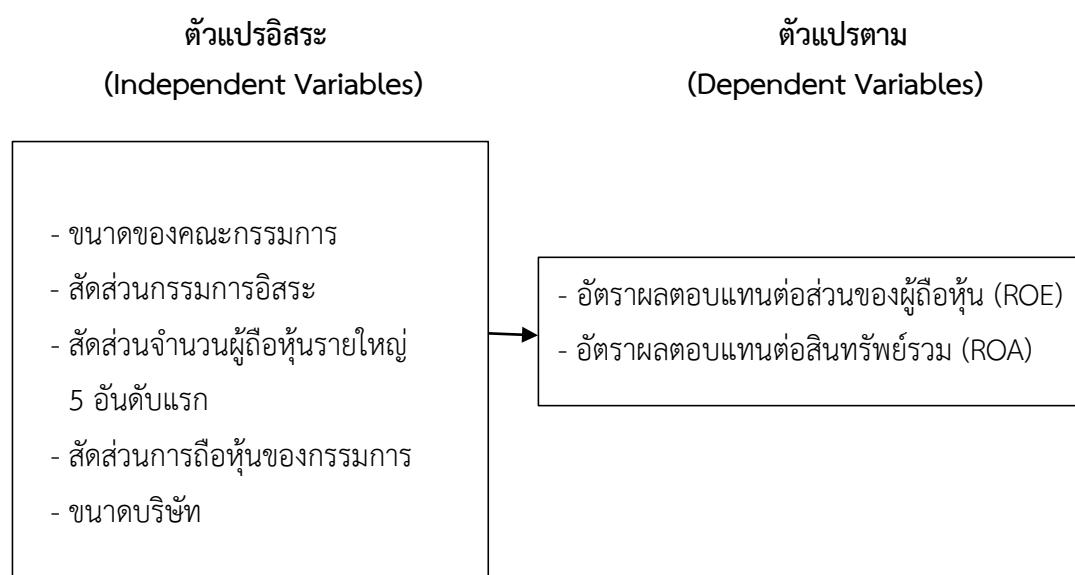 ตัวแปรอิสระ
(Independent Variables)
ตัวแปรตาม
(Dependent Variables)
- ขนาดของคณะกรรมการ
- สัดส่วนกรรมการอิสระ
- สัดส่วนจำนวนผู้ถือหุ้นรายใหญ่
5 อันดับแรก
- สัดส่วนการถือหุ้นของกรรมการ
- ขนาดบริษัท
- อัตราผลตอบแทนต่อส่วนของผู้ถือหุ้น (ROE)
- อัตราผลตอบแทนต่อสินทรัพย์รวม (ROA)